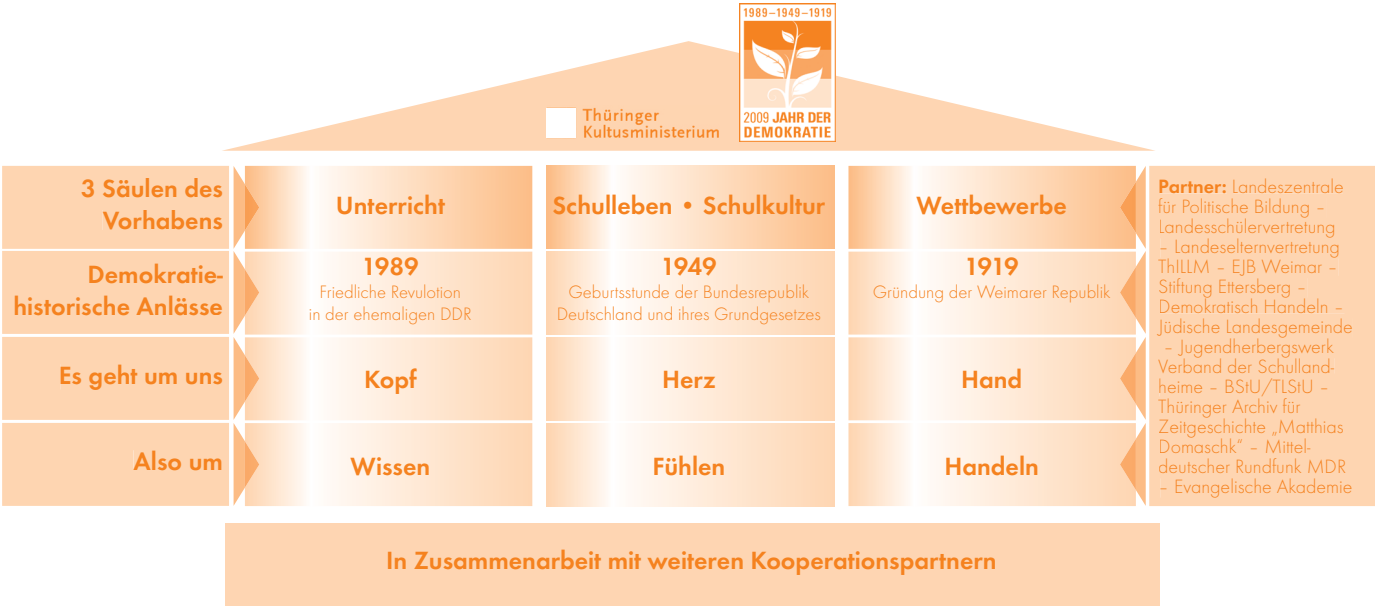 1989–1949–1919
2009 JAHR DER
DEMOKRATIE
Thüringer
Kultusministerium
3 Säulen des
Vorhabens
Unterricht
Schulleben • Schulkultur
Wettbewerbe
Demokratie-
historische Anlässe
1989
Friedliche Revulotion
in der ehemaligen DDR
1949
Geburtsstunde der Bundesrepublik
Deutschland und ihres Grundgesetzes
1919
Gründung der Weimarer Republik
Es geht um uns
Kopf
Herz
Hand
Also um
Wissen
Fühlen
Handeln
Partner: Landeszentrale
für Politische Bildung –
Landesschülervertretung
– Landeselternvertretung
ThILLM – EJB Weimar –
Stiftung Ettersberg –
Demokratisch Handeln –
Jüdische Landesgemeinde
– Jugendherbergswerk
Verband der Schulland-
heime – BStU/TLStU –
Thüringer Archiv für
Zeitgeschichte „Matthias
Domaschk“ – Mittel-
deutscher Rundfunk MDR
– Evangelische Akademie
In Zusammenarbeit mit weiteren Kooperationspartnern